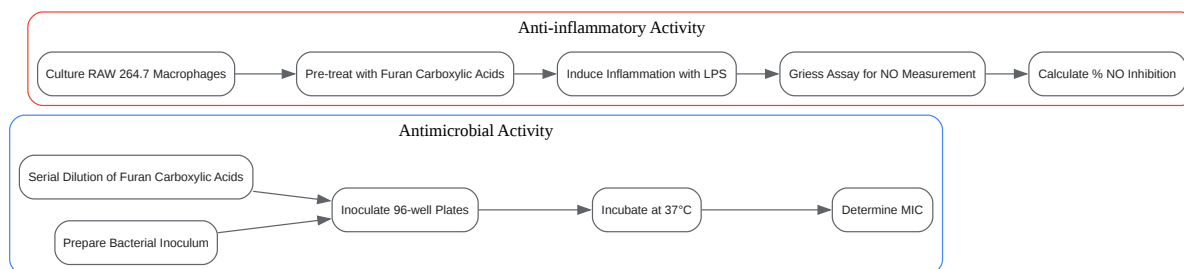 Anti-inflammatory Activity
Culture RAW 264.7 Macrophages
Pre-treat with Furan Carboxylic Acids
Induce Inflammation with LPS
Griess Assay for NO Measurement
Calculate % NO Inhibition
Antimicrobial Activity
Serial Dilution of Furan Carboxylic Acids
Prepare Bacterial Inoculum
Inoculate 96-well Plates
Incubate at 37°C
Determine MIC